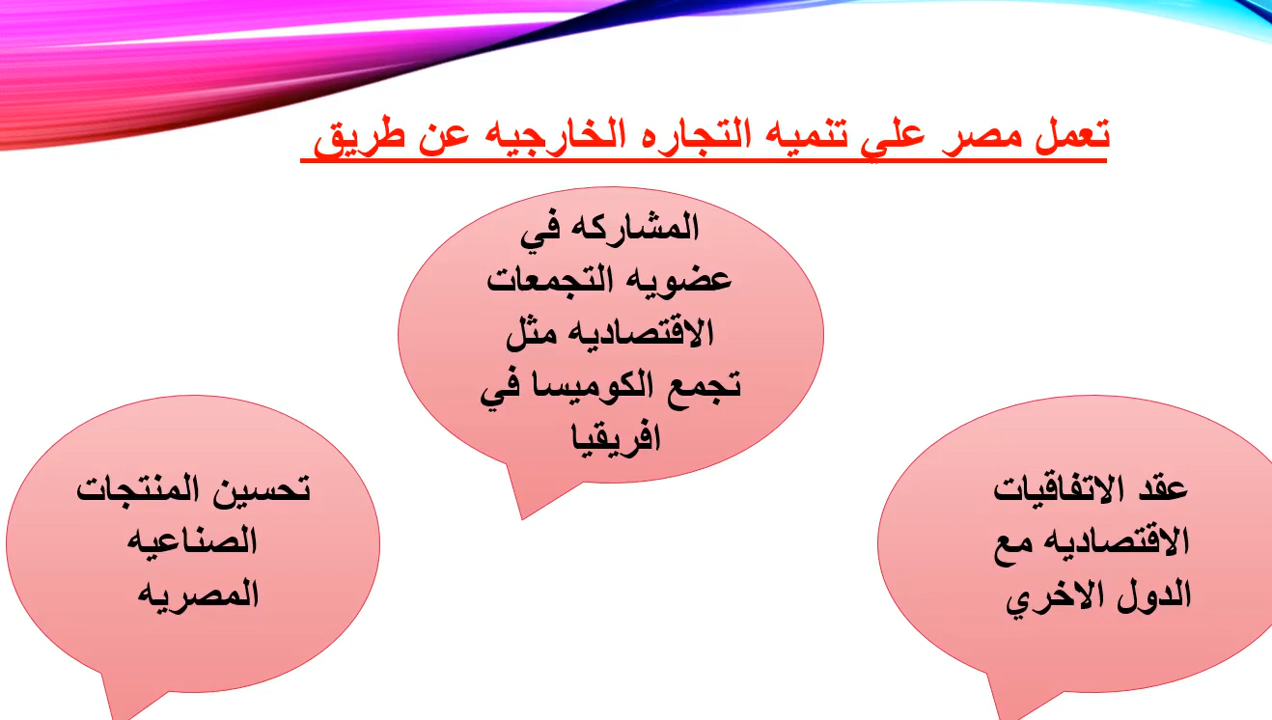 تعمل مصر علي تنميه التجاره الخارجيه عن طريق
المشاركه في
عضويه التجمعات
الاقتصاديه مثل
تجمع الكوميسا في
افريقيا
عقد الاتفاقيات
الاقتصاديه مع
الدول الاخري
تحسين المنتجات
الصناعيه
المصريه